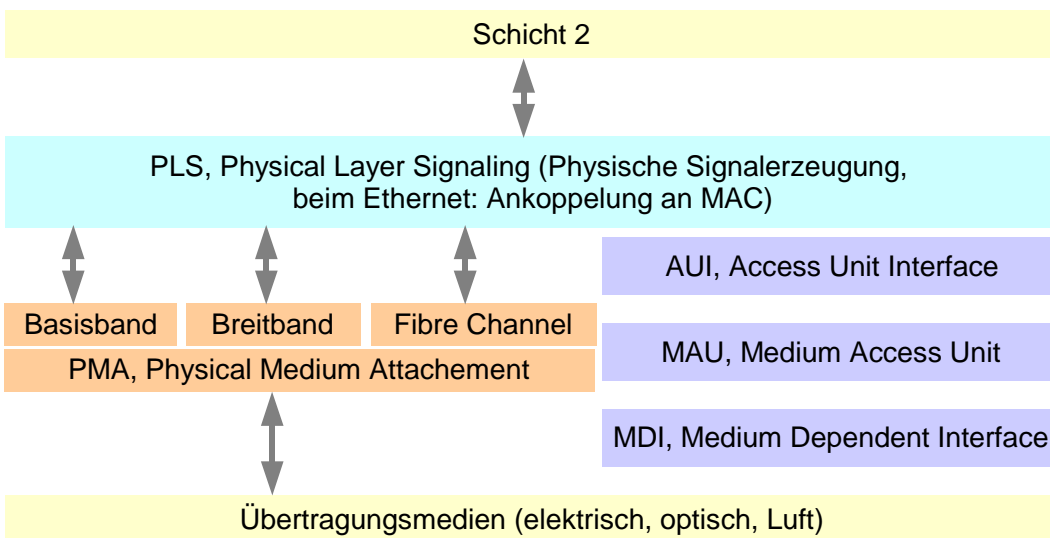 Schicht 2
PLS, Physical Layer Signaling (Physische Signalerzeugung,
beim Ethernet: Ankoppelung an MAC)
AUI, Access Unit Interface
Basisband
Breitband
Fibre Channel
MAU, Medium Access Unit
PMA, Physical Medium Attachement
MDI, Medium Dependent Interface
Übertragungsmedien (elektrisch, optisch, Luft)